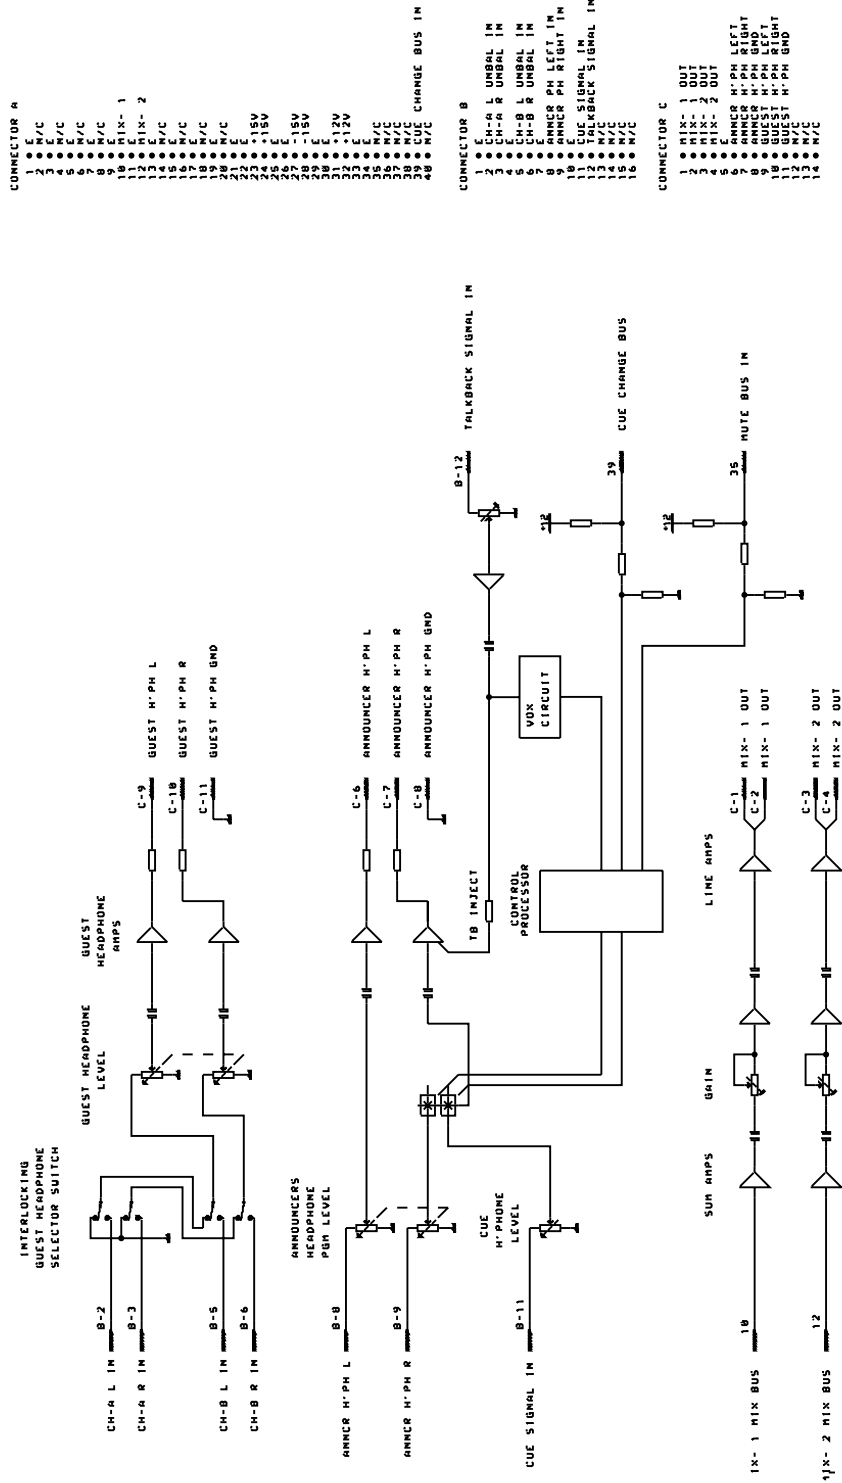 INTERLOCKING
GUEST HEADPHONE
SELECTOR SWITCH
GUEST HEADPHONE
LEVEL
GUEST
HEADPHONE
AMPS
CH-A L IN
B-2
CH-A R IN
B-3
CH-B L IN
B-5
CH-B R IN
B-6
C-9
GUEST H'PH L
C-10
GUEST H'PH R
C-11
GUEST H'PH GND
ANNOUNCERS
HEADPHONE
PGM LEVEL
ANNCR H'PH L
B-8
ANNCR H'PH R
B-9
C-6
ANNOUNCER H'PH L
C-7
ANNOUNCER H'PH R
C-8
ANNOUNCER H'PH GND
CUE
H'PHONE
LEVEL
CUE SIGNAL IN
B-11
TB INJECT
B-12
TALKBACK SIGNAL IN
VOX
CIRCUIT
CONTROL
PROCESSOR
+12
39
CUE CHANGE BUS
+12
35
MUTE BUS IN
SUM AMPS
GAIN
LINE AMPS
IX- 1 MIX BUS
10
C-1
MIX- 1 OUT
C-2
MIX- 1 OUT
MIX- 2 MIX BUS
12
C-3
MIX- 2 OUT
C-4
MIX- 2 OUT
CONNECTOR A
1 E
2 N/C
3 E
4 N/C
5 E
6 N/C
7 E
8 N/C
9 E
10 MIX- 1
11 E
12 MIX- 2
13 E
14 N/C
15 E
16 N/C
17 E
18 N/C
19 E
20 N/C
21 E
22 E
23 +15V
24 +15V
25 E
26 E
27 -15V
28 -15V
29 E
30 E
31 +12V
32 +12V
33 E
34 E
35 N/C
36 N/C
37 N/C
38 N/C
39 CUE CHANGE BUS IN
40 N/C
CONNECTOR B
1 E
2 CH-A L UNBAL IN
3 CH-A R UNBAL IN
4 E
5 CH-B L UNBAL IN
6 CH-B R UNBAL IN
7 E
8 ANNCR PH LEFT IN
9 ANNCR PH RIGHT IN
10 E
11 CUE SIGNAL IN
12 TALKBACK SIGNAL IN
13 N/C
14 N/C
15 N/C
16 N/C
CONNECTOR C
1 MIX- 1 OUT
2 MIX- 1 OUT
3 MIX- 2 OUT
4 MIX- 2 OUT
5 E
6 ANNCR H'PH LEFT
7 ANNCR H'PH RIGHT
8 ANNCR H'PH GND
9 GUEST H'PH LEFT
10 GUEST H'PH RIGHT
11 GUEST H'PH GND
12 N/C
13 N/C
14 N/C